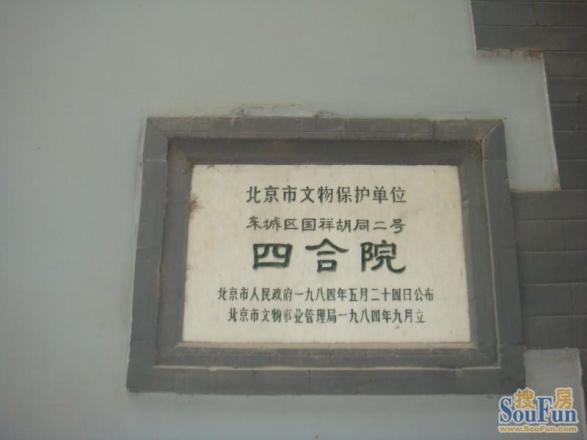 北京市文物保护单位
东城区国祥胡同二号
四合院
北京市人民政府一九八四年五月二十四日公布
北京市文物事业管理局一九八四年九月立
搜房
SouFun
www.SouFun.com